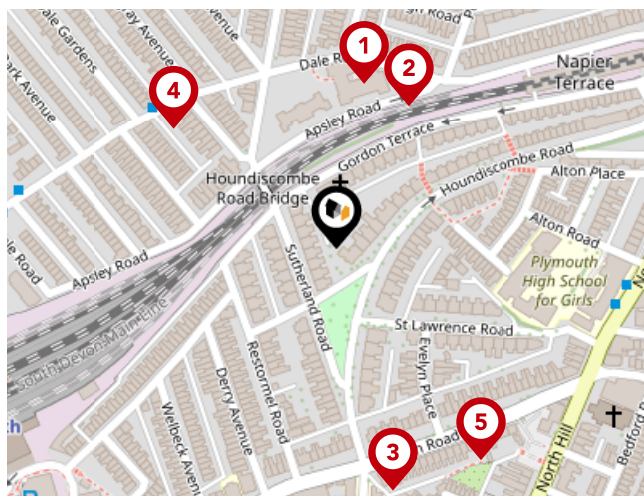 Dale Gardens
Park Avenue
Dale Road
1
2
Napier
Terrace
4
Apsley Road
Gordon Terrace
Houndiscombe
Road Bridge
Houndiscombe Road
Alton Place
Alton Road
Road
Apsley Road
Plymouth
High School
for Girls
Sutherland Road
South Devon Main Line
St Lawrence Road
Restormel Road
Evelyn Place
Derry Avenue
Welbeck Avenue
Road
5
3
North Hill
Bedford